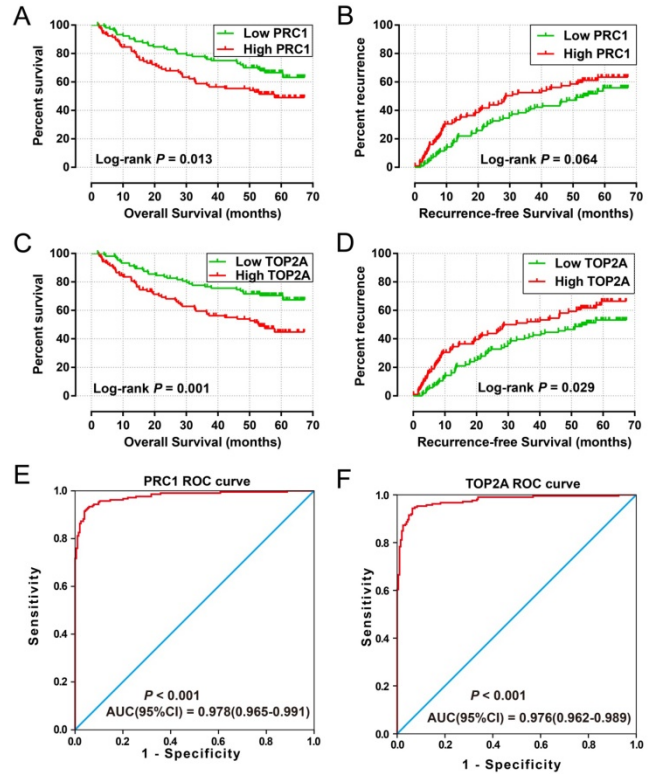 A
Low PRC1
High PRC1
Percent survival
100
80
60
40
20
0
Log-rank P = 0.013
0 10 20 30 40 50 60 70
Overall Survival (months)
B
Low PRC1
High PRC1
Percent recurrence
100
80
60
40
20
0
Log-rank P = 0.064
0 10 20 30 40 50 60 70
Recurrence-free Survival (months)
C
Low TOP2A
High TOP2A
Percent survival
100
80
60
40
20
0
Log-rank P = 0.001
0 10 20 30 40 50 60 70
Overall Survival (months)
D
Low TOP2A
High TOP2A
Percent recurrence
100
80
60
40
20
0
Log-rank P = 0.029
0 10 20 30 40 50 60 70
Recurrence-free Survival (months)
E
PRC1 ROC curve
Sensitivity
1.0
0.8
0.6
0.4
0.2
0.0
P < 0.001
AUC(95%CI) = 0.978(0.965-0.991)
0.0 0.2 0.4 0.6 0.8 1.0
1 - Specificity
F
TOP2A ROC curve
Sensitivity
1.0
0.8
0.6
0.4
0.2
0.0
P < 0.001
AUC(95%CI) = 0.976(0.962-0.989)
0.0 0.2 0.4 0.6 0.8 1.0
1 - Specificity